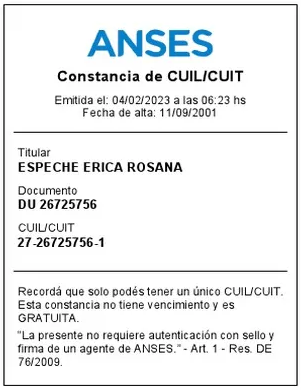 ANSES
Constancia de CUIL/CUIT
Emitida el: 04/02/2023 a las 06:23 hs
Fecha de alta: 11/09/2001
Titular
ESPECHE ERICA ROSANA
Documento
DU 26725756
CUIL/CUIT
27-26725756-1
Recordá que solo podés tener un único CUIL/CUIT.
Esta constancia no tiene vencimiento y es
GRATUITA.
"La presente no requiere autenticación con sello y
firma de un agente de ANSES." - Art. 1 - Res. DE
76/2009.